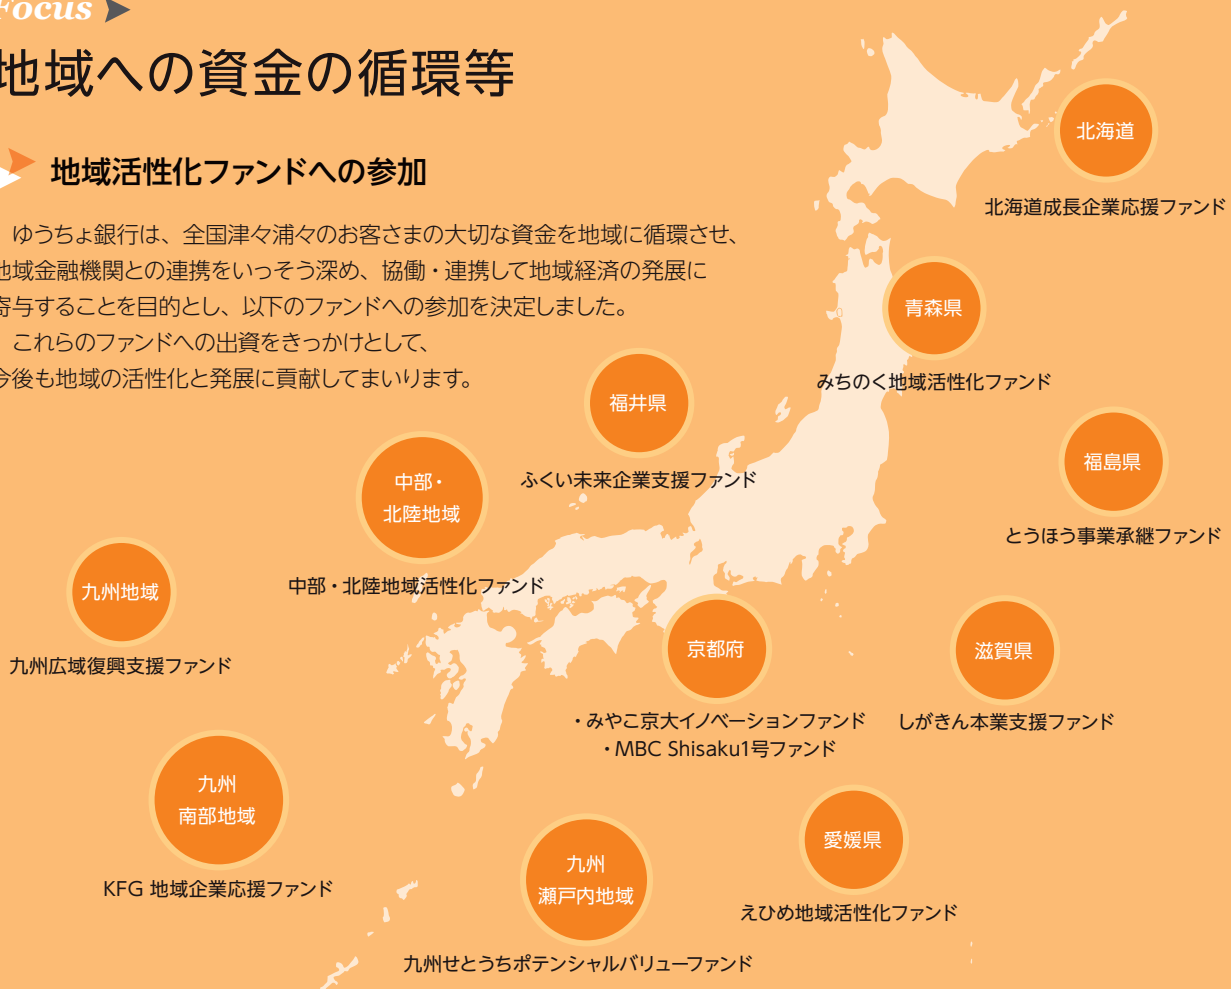 Focus
地域への資金の循環等
地域活性化ファンドへの参加
ゆうちょ銀行は、全国津々浦々のお客さまの大切な資金を地域に循環させ、
地域金融機関との連携をいっそう深め、協働・連携して地域経済の発展に
寄与することを目的とし、以下のファンドへの参加を決定しました。
これらのファンドへの出資をきっかけとして、
今後も地域の活性化と発展に貢献してまいります。
北海道
北海道成長企業応援ファンド
青森県
みちのく地域活性化ファンド
福井県
ふくい未来企業支援ファンド
福島県
とうほう事業承継ファンド
中部・
北陸地域
中部・北陸地域活性化ファンド
九州地域
九州広域復興支援ファンド
京都府
・みやこ京大イノベーションファンド
・MBC Shisaku1号ファンド
滋賀県
しがきん本業支援ファンド
九州
南部地域
KFG 地域企業応援ファンド
九州
瀬戸内地域
九州せとうちポテンシャルバリューファンド
愛媛県
えひめ地域活性化ファンド